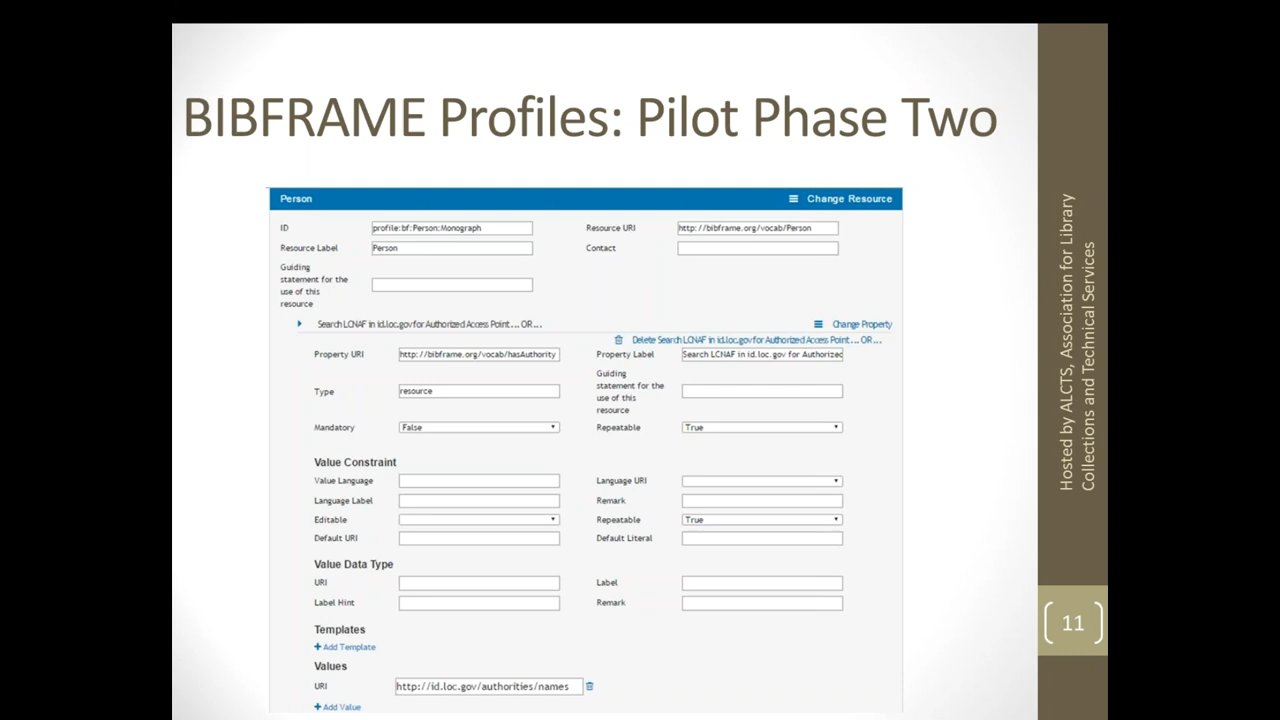 BIBFRAME Profiles: Pilot Phase Two
Person
Change Resource
ID
profile:bf:Person:Monograph
Resource URI
http://bibframe.org/vocab/Person
Resource Label
Person
Contact
Guiding
statement for the
use of this
resource
Search LCNAF in id.loc.gov for Authorized Access Point ... OR ...
Change Property
Delete Search LCNAF in id.loc.gov for Authorized Access Point ... OR ...
Property URI
http://bibframe.org/vocab/hasAuthority
Property Label
Search LCNAF in id.loc.gov for Authorized
Type
resource
Guiding
statement for the
use of this
resource
Mandatory
False
Repeatable
True
Value Constraint
Value Language
Language URI
Language Label
Remark
Editable
Repeatable
True
Default URI
Default Literal
Value Data Type
URI
Label
Label Hint
Remark
Templates
Add Template
Values
URI
http://id.loc.gov/authorities/names
Add Value
Hosted by ALCTS, Association for Library
Collections and Technical Services
11